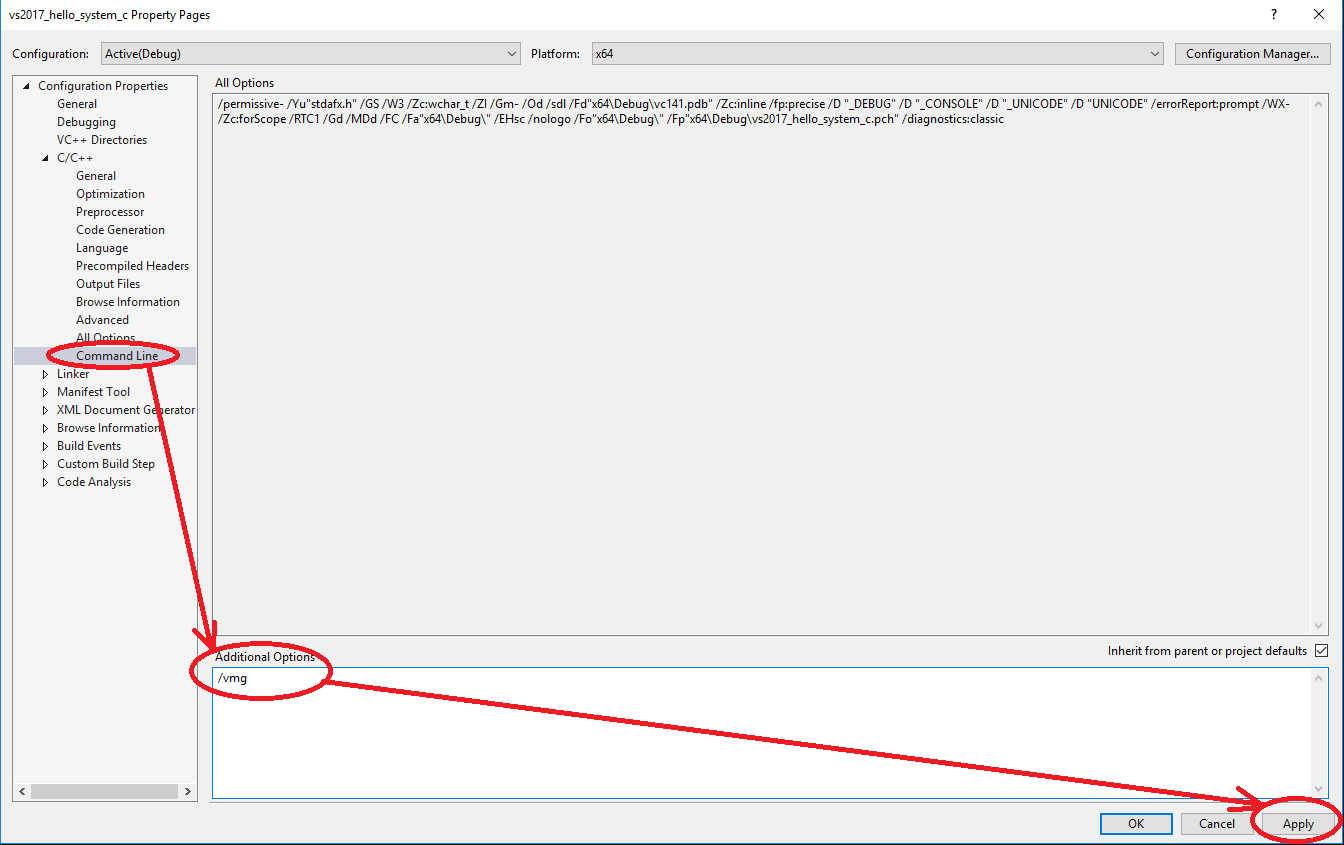 vs2017_hello_system_c Property Pages
?
Configuration: Active(Debug) Platform: x64 Configuration Manager...
Configuration Properties
General
Debugging
VC++ Directories
C/C++
General
Optimization
Preprocessor
Code Generation
Language
Precompiled Headers
Output Files
Browse Information
Advanced
All Options
Command Line
Linker
Manifest Tool
XML Document Generator
Browse Information
Build Events
Custom Build Step
Code Analysis
All Options
/permissive- /Yu"stdafx.h" /GS /W3 /Zc:wchar_t /ZI /Gm- /Od /sdl /Fd"x64\Debug\vc141.pdb" /Zc:inline /fp:precise /D "_DEBUG" /D "_CONSOLE" /D "_UNICODE" /D "UNICODE" /errorReport:prompt /WX-
/Zc:forScope /RTC1 /Gd /MDd /FC /Fa"x64\Debug\" /EHsc /nologo /Fo"x64\Debug\" /Fp"x64\Debug\vs2017_hello_system_c.pch" /diagnostics:classic
Additional Options
Inherit from parent or project defaults
/vmg
OK Cancel Apply